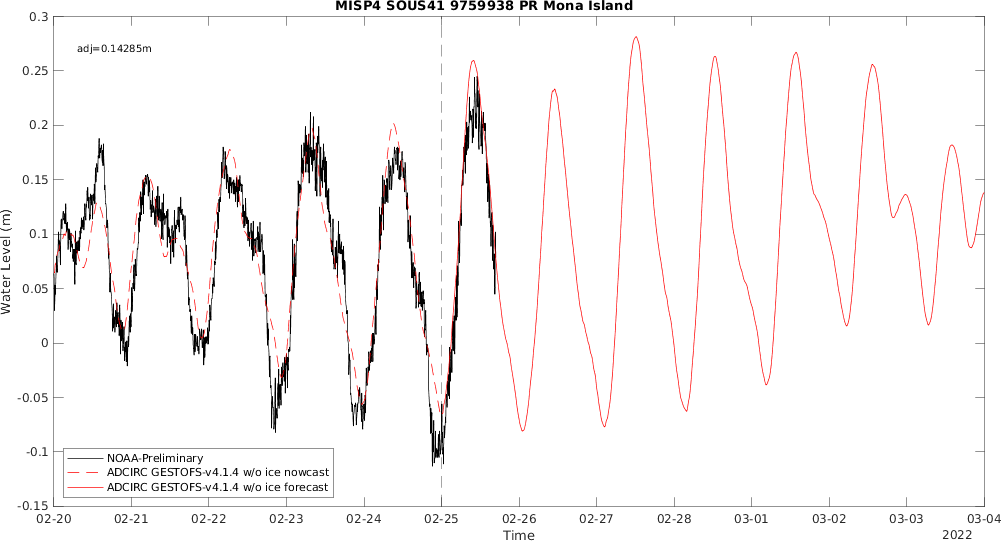 MISP4 SOUS41 9759938 PR Mona Island
adj=0.14285m
0.3
0.25
0.2
0.15
0.1
0.05
0
-0.05
-0.1
-0.15
Water Level (m)
NOAA-Preliminary
ADCIRC GESTOFS-v4.1.4 w/o ice nowcast
ADCIRC GESTOFS-v4.1.4 w/o ice forecast
02-20 02-21 02-22 02-23 02-24 02-25 02-26 02-27 02-28 03-01 03-02 03-03 03-04
Time
2022